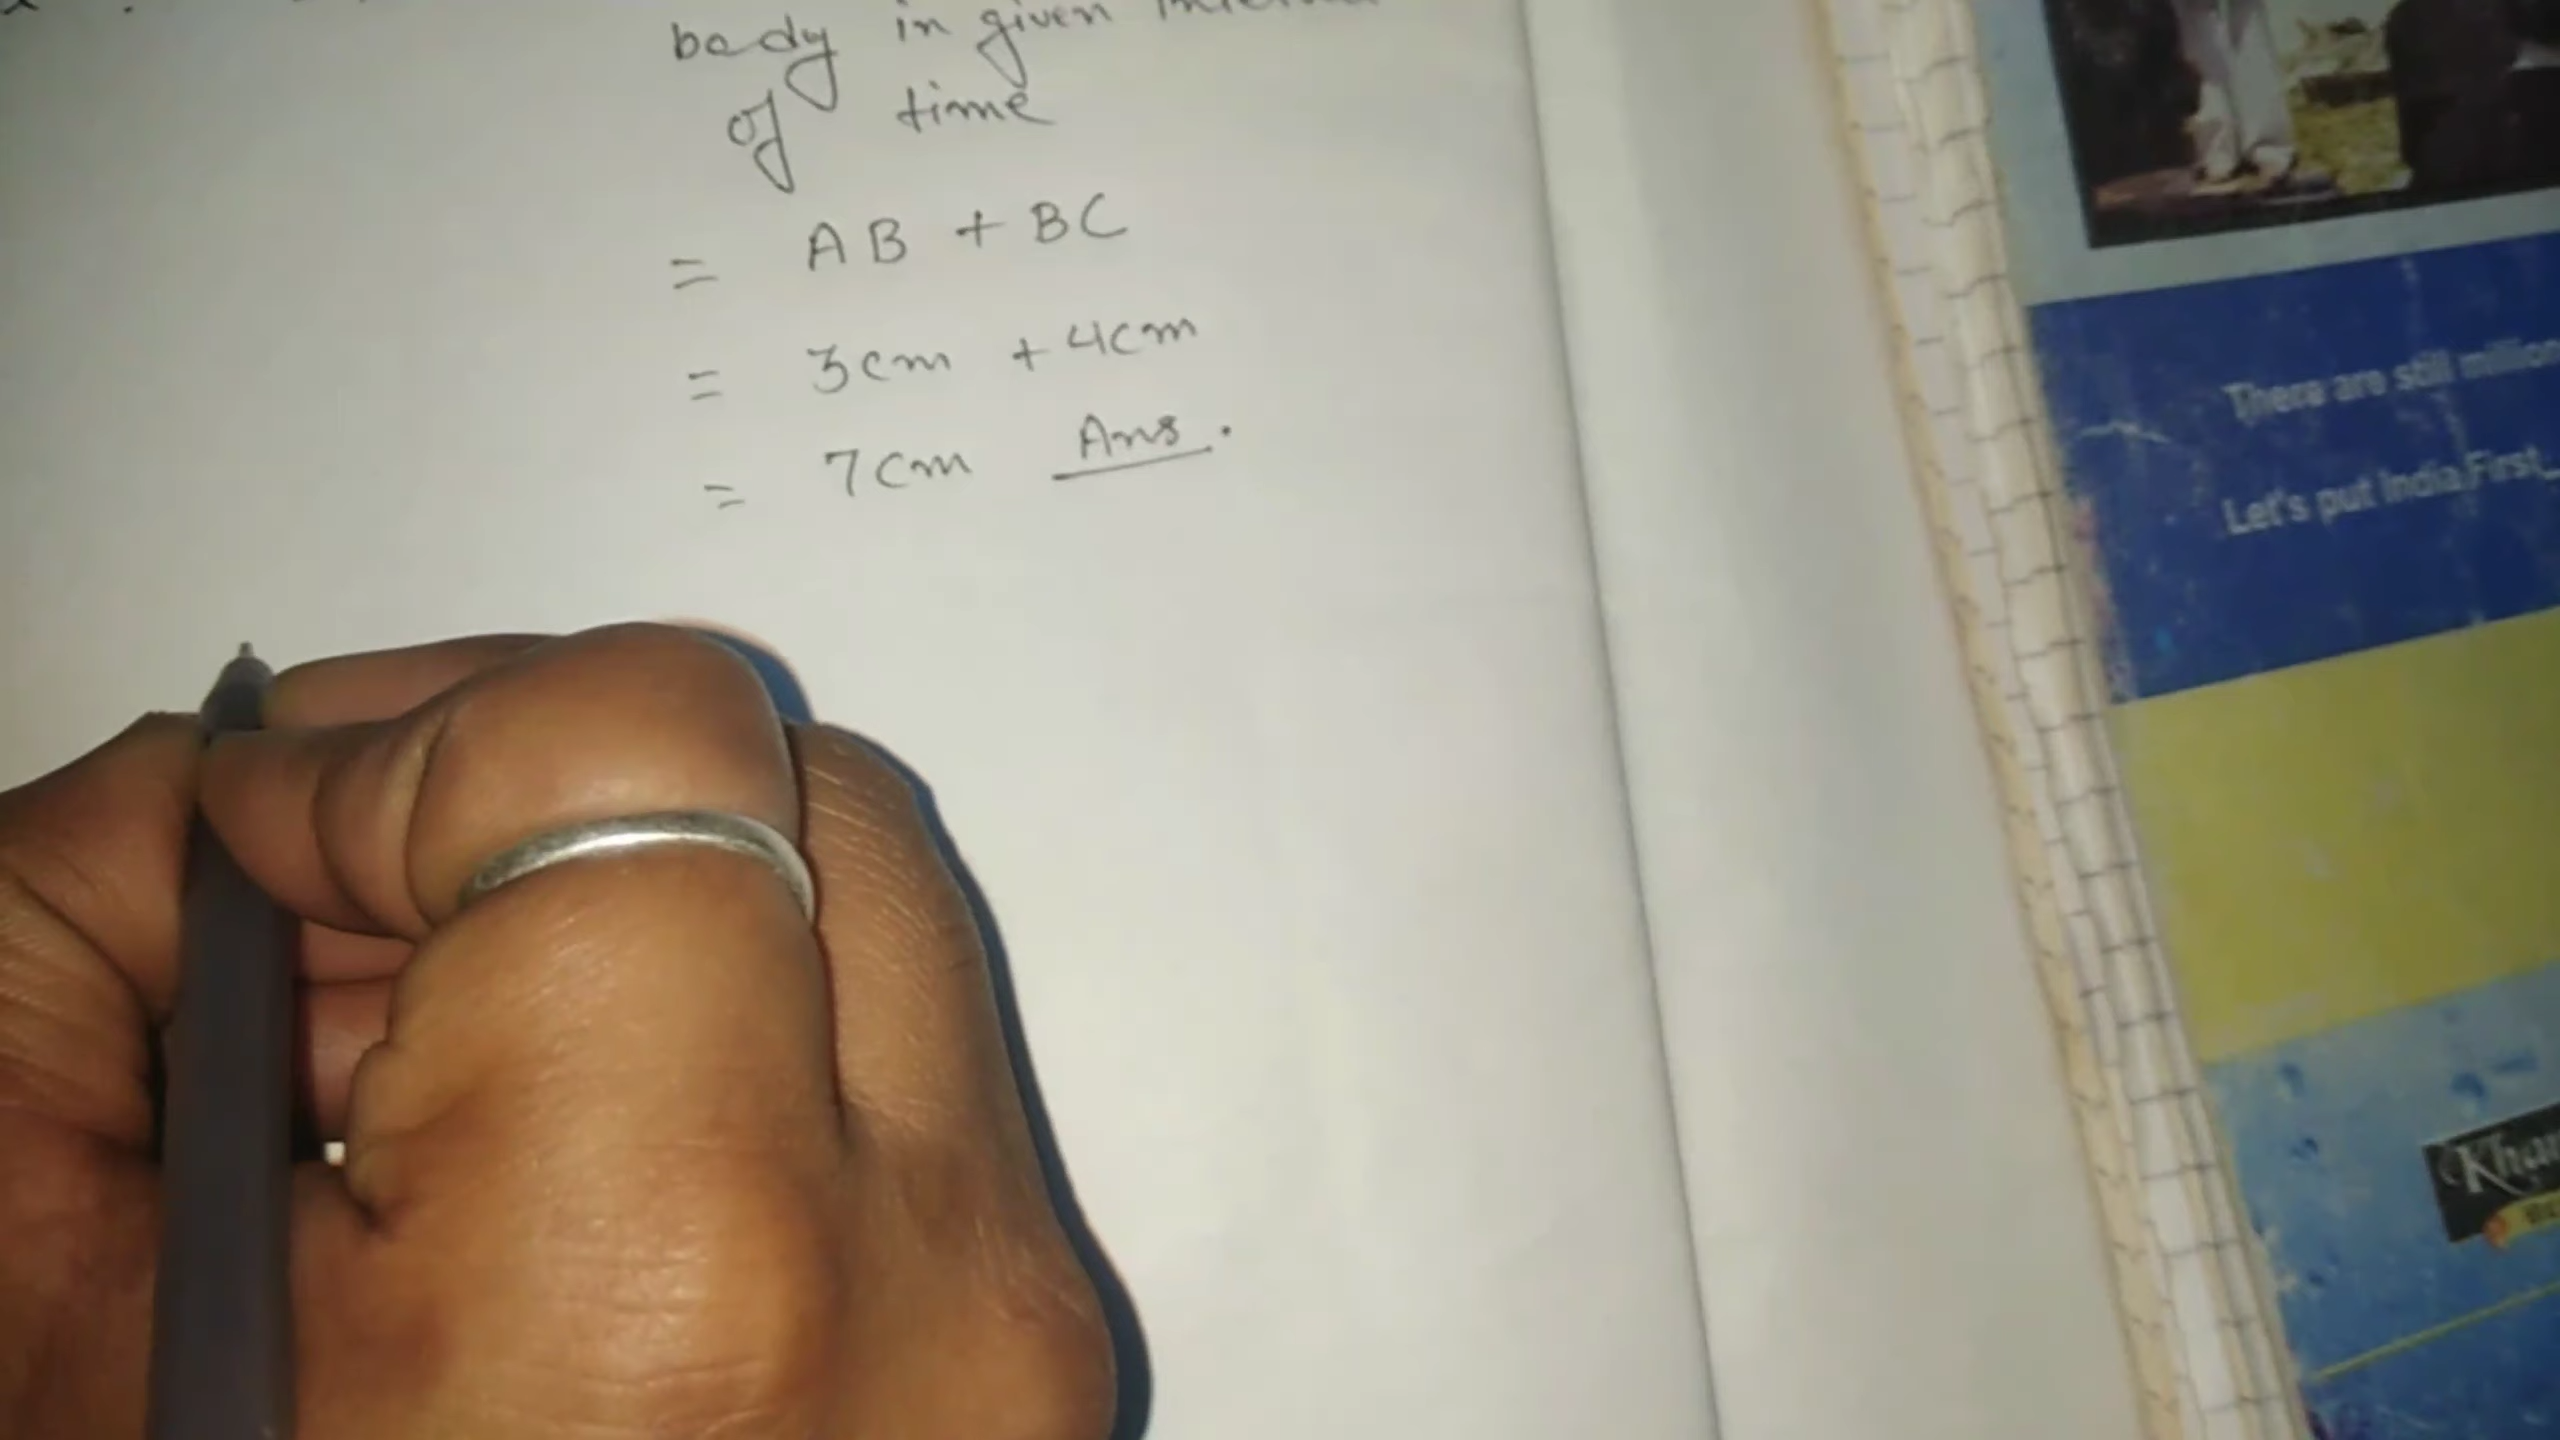 body in given
of time
= AB + BC
= 3cm + 4cm
= 7cm Ans.
There are still million
Let's put India First
Khan